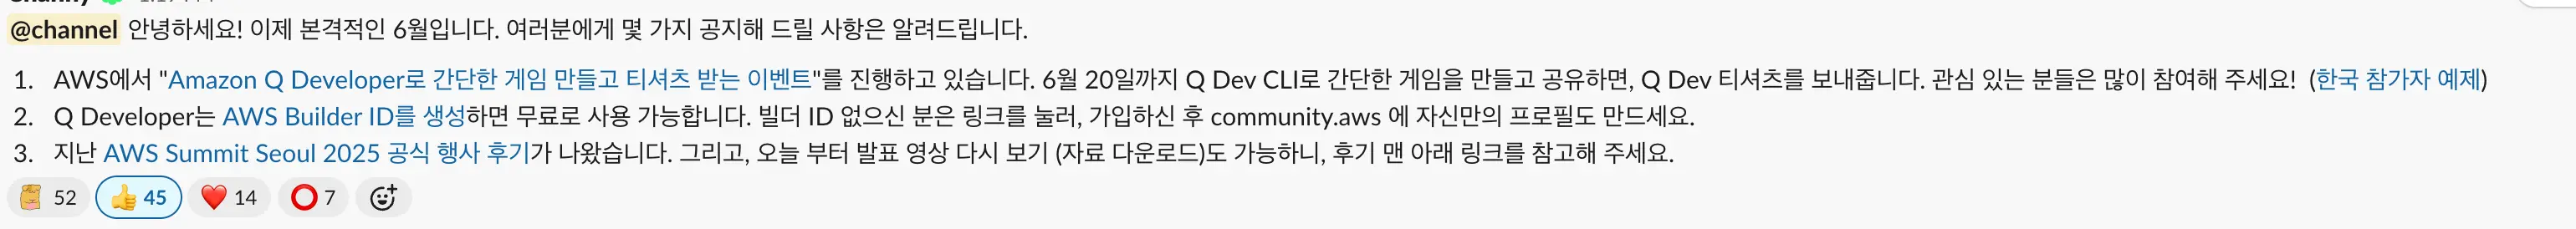 @channel 안녕하세요! 이제 본격적인 6월입니다. 여러분에게 몇 가지 공지해 드릴 사항은 알려드립니다.
1. AWS에서 "Amazon Q Developer로 간단한 게임 만들고 티셔츠 받는 이벤트"를 진행하고 있습니다. 6월 20일까지 Q Dev CLI로 간단한 게임을 만들고 공유하면, Q Dev 티셔츠를 보내줍니다. 관심 있는 분들은 많이 참여해 주세요! (한국 참가자 예제)
2. Q Developer는 AWS Builder ID를 생성하면 무료로 사용 가능합니다. 빌더 ID 없으신 분은 링크를 눌러, 가입하신 후 community.aws 에 자신만의 프로필도 만드세요.
3. 지난 AWS Summit Seoul 2025 공식 행사 후기가 나왔습니다. 그리고, 오늘 부터 발표 영상 다시 보기 (자료 다운로드)도 가능하니, 후기 맨 아래 링크를 참고해 주세요.
52 45 14 7